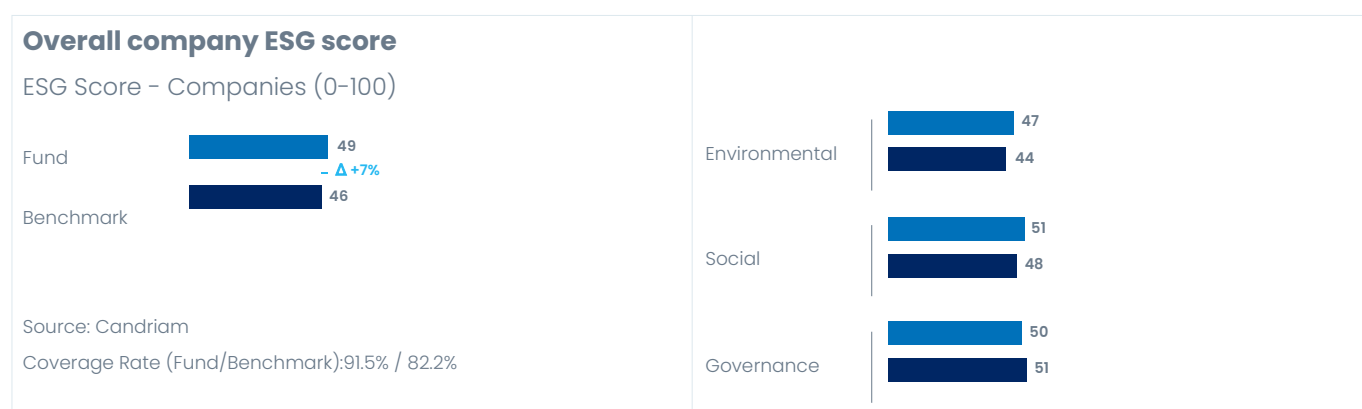 Overall company ESG score
ESG Score - Companies (0-100)
Fund
49
Δ +7%
Benchmark
46
Source: Candriam
Coverage Rate (Fund/Benchmark):91.5% / 82.2%
Environmental
47
44
Social
51
48
Governance
50
51